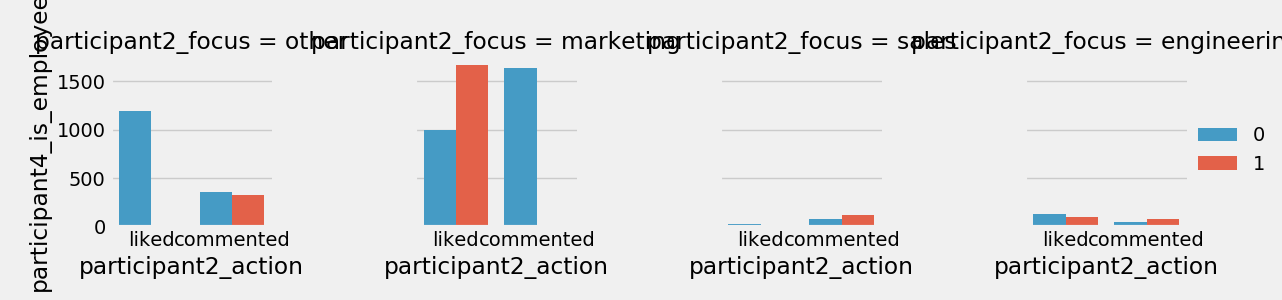 participant2_focus = other
participant2_focus = marketing
participant2_focus = sales
participant2_focus = engineerin
participant4_is_employee
1500
1000
500
0
liked commented
liked commented
liked commented
liked commented
participant2_action
participant2_action
participant2_action
participant2_action
0
1